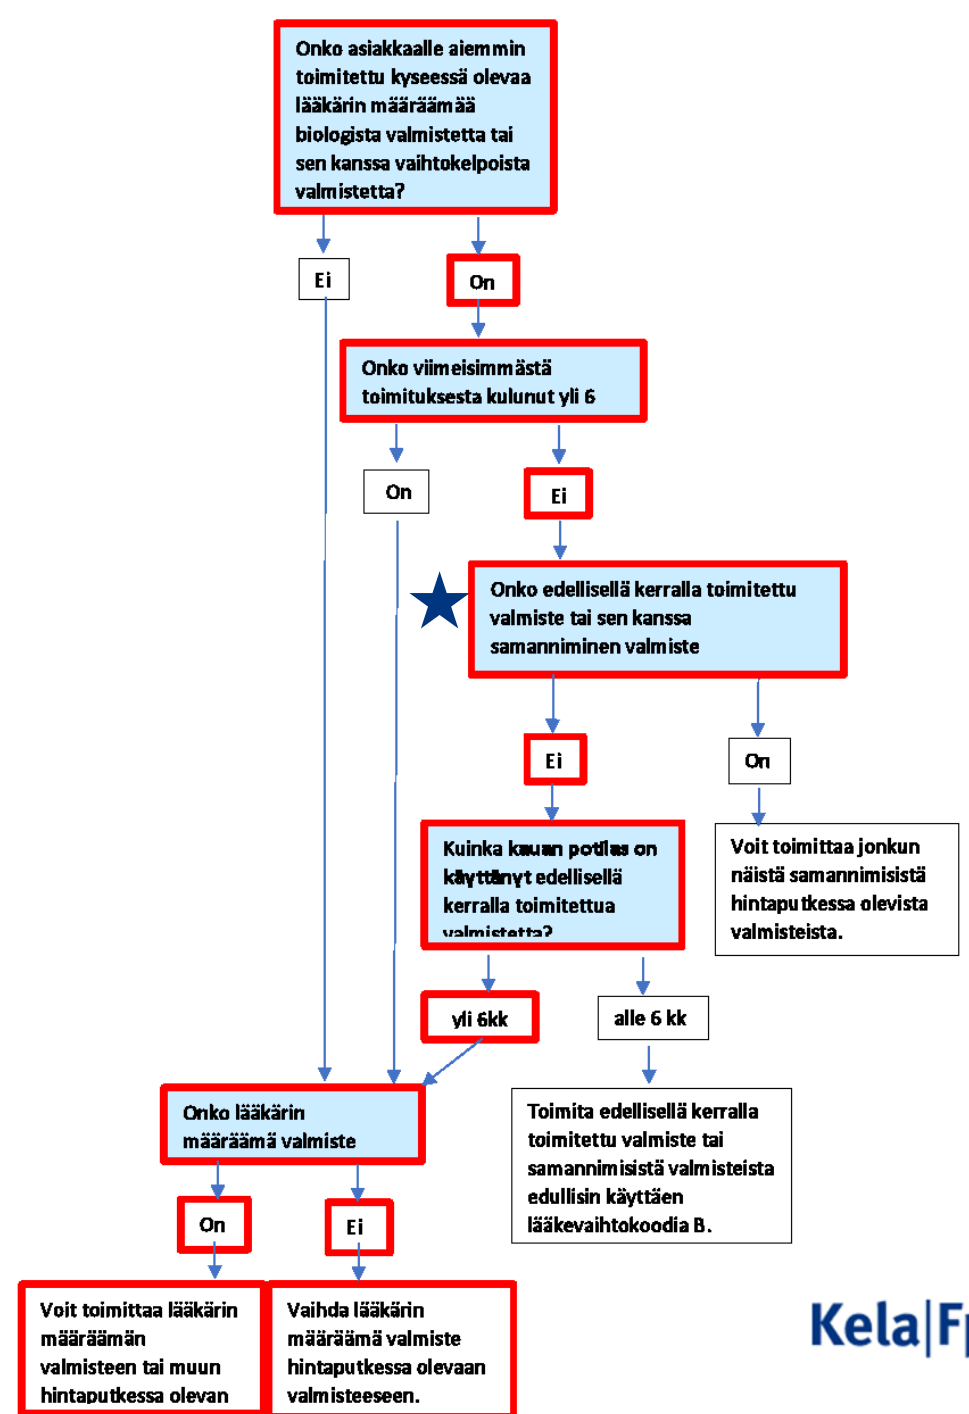 Onko asiakkaalle aiemmin
toimitettu kyseessä olevaa
lääkärin määräämää
biologista valmistetta tai
sen kanssa vaihtokelpoista
valmistetta?
Ei
On
Onko viimeisimmästä
toimituksesta kulunut yli 6
On
Ei
Onko edellisellä kerralla toimitettu
valmiste tai sen kanssa
samanniminen valmiste
Ei
On
Kuinka kauan potilas on
käyttänyt edellisellä
kerralla toimitettua
valmistetta?
Voit toimittaa jonkun
näistä samannimisistä
hintaputkessa olevista
valmisteista.
yli 6kk
alle 6 kk
Onko lääkärin
määräämä valmiste
Toimita edellisellä kerralla
toimitettu valmiste tai
samannimisistä valmisteista
edullisin käyttäen
lääkevaihtokoodia B.
On
Ei
Voit toimittaa lääkärin
määräämän
valmisteen tai muun
hintaputkessa olevan
Vaihda lääkärin
määräämä valmiste
hintaputkessa olevaan
valmisteeseen.
Kela|Fp